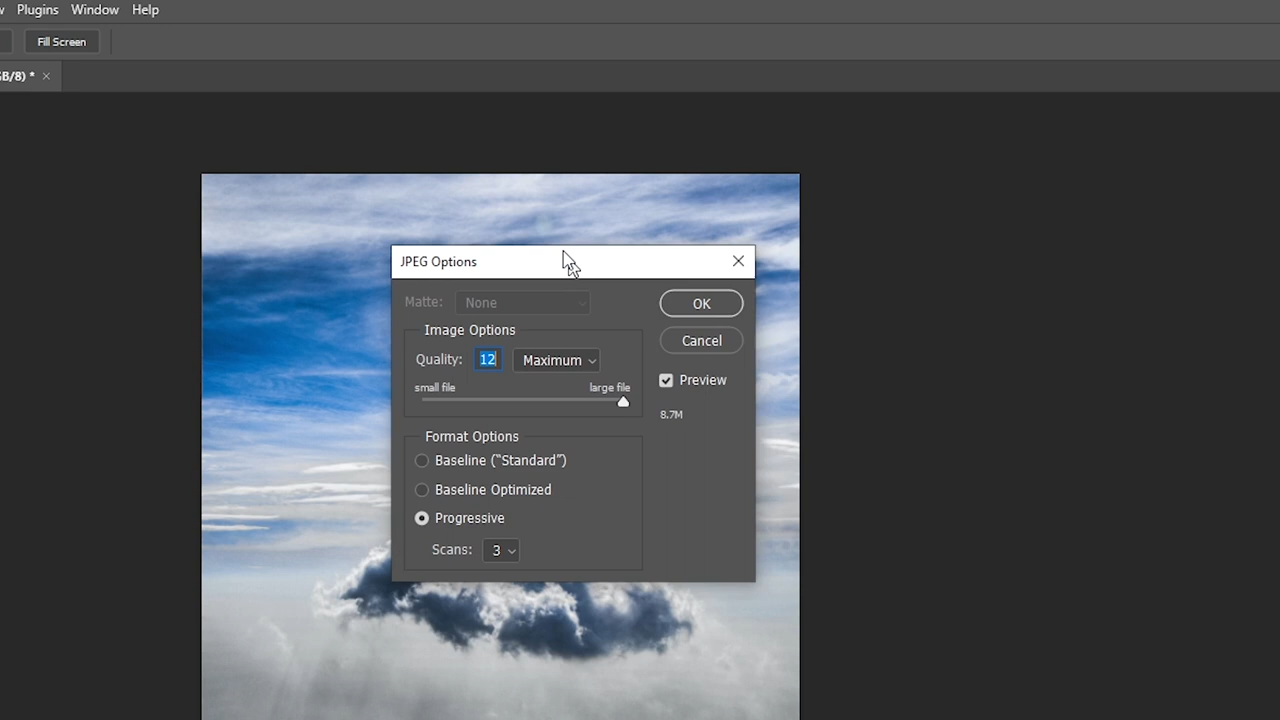 Plugins Window Help
Fill Screen
B/8) * ×
JPEG Options
Matte: None
OK
Image Options
Cancel
Quality: 12 Maximum
Preview
small file large file
8.7M
Format Options
Baseline (“Standard”)
Baseline Optimized
Progressive
Scans: 3